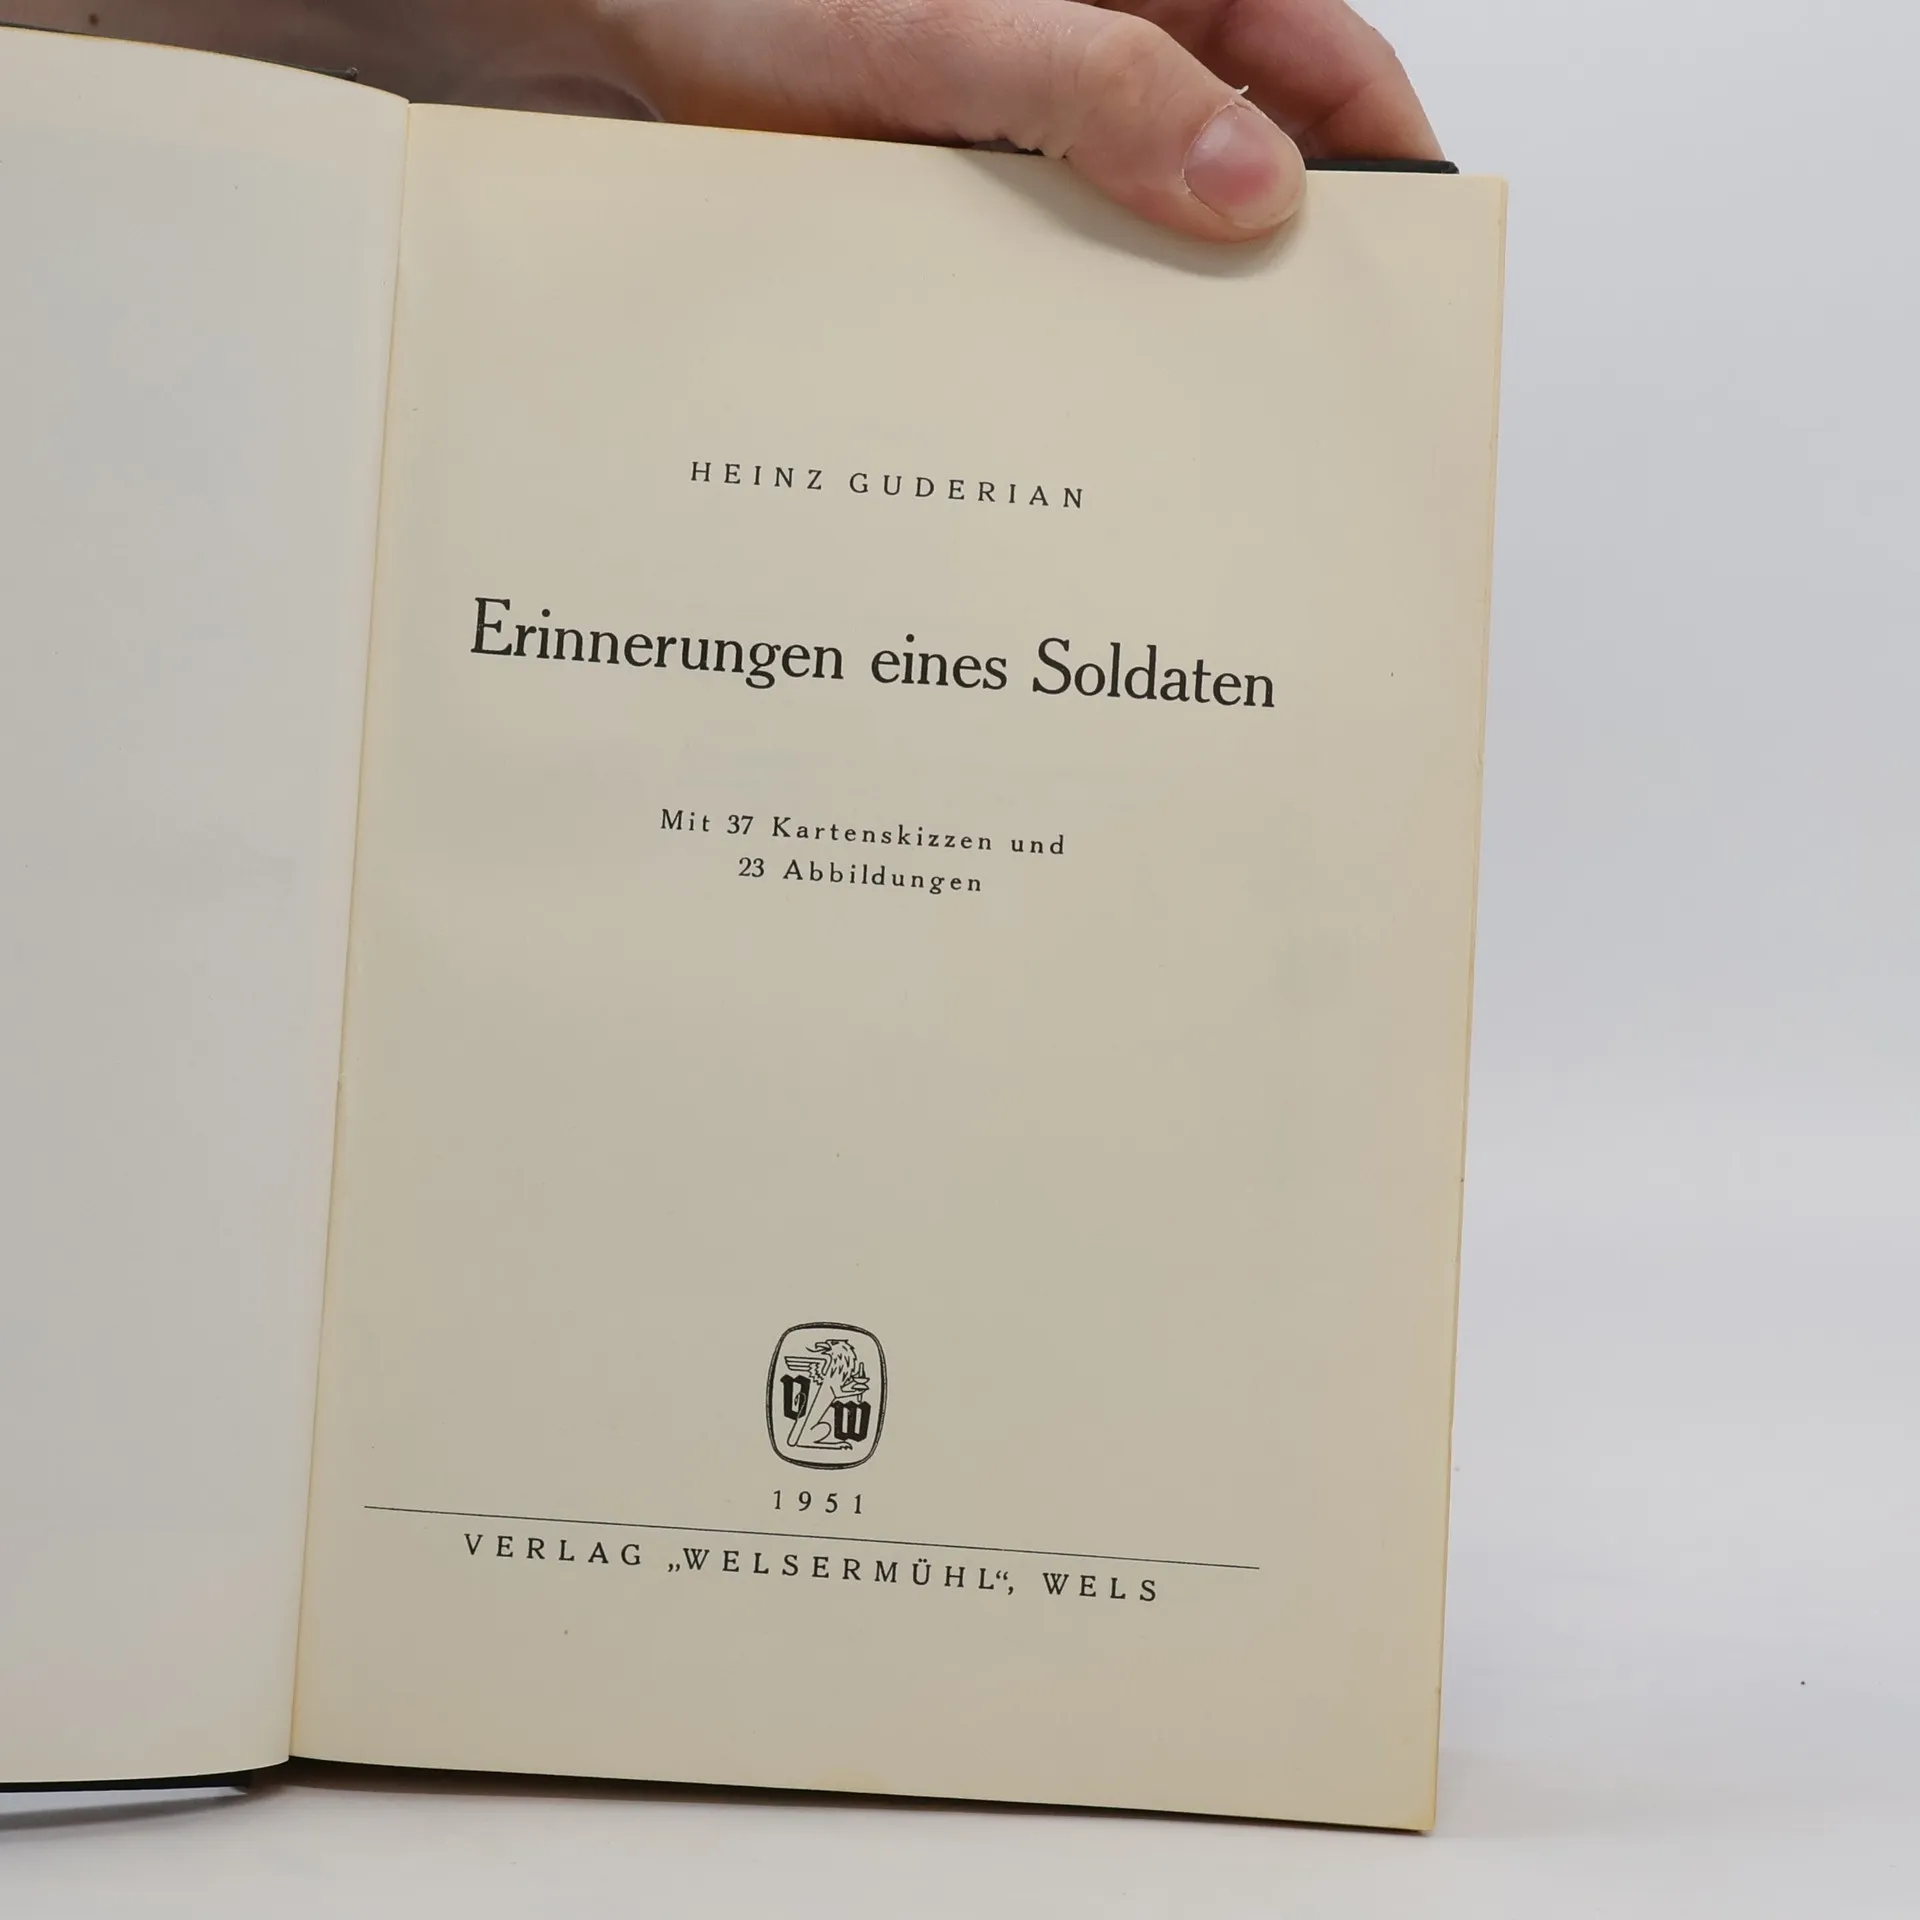 HEINZ GUDERIAN
Erinnerungen eines Soldaten
Mit 37 Kartenskizzen und
23 Abbildungen
V W
1951
VERLAG „WELSERMÜHL“, WELS